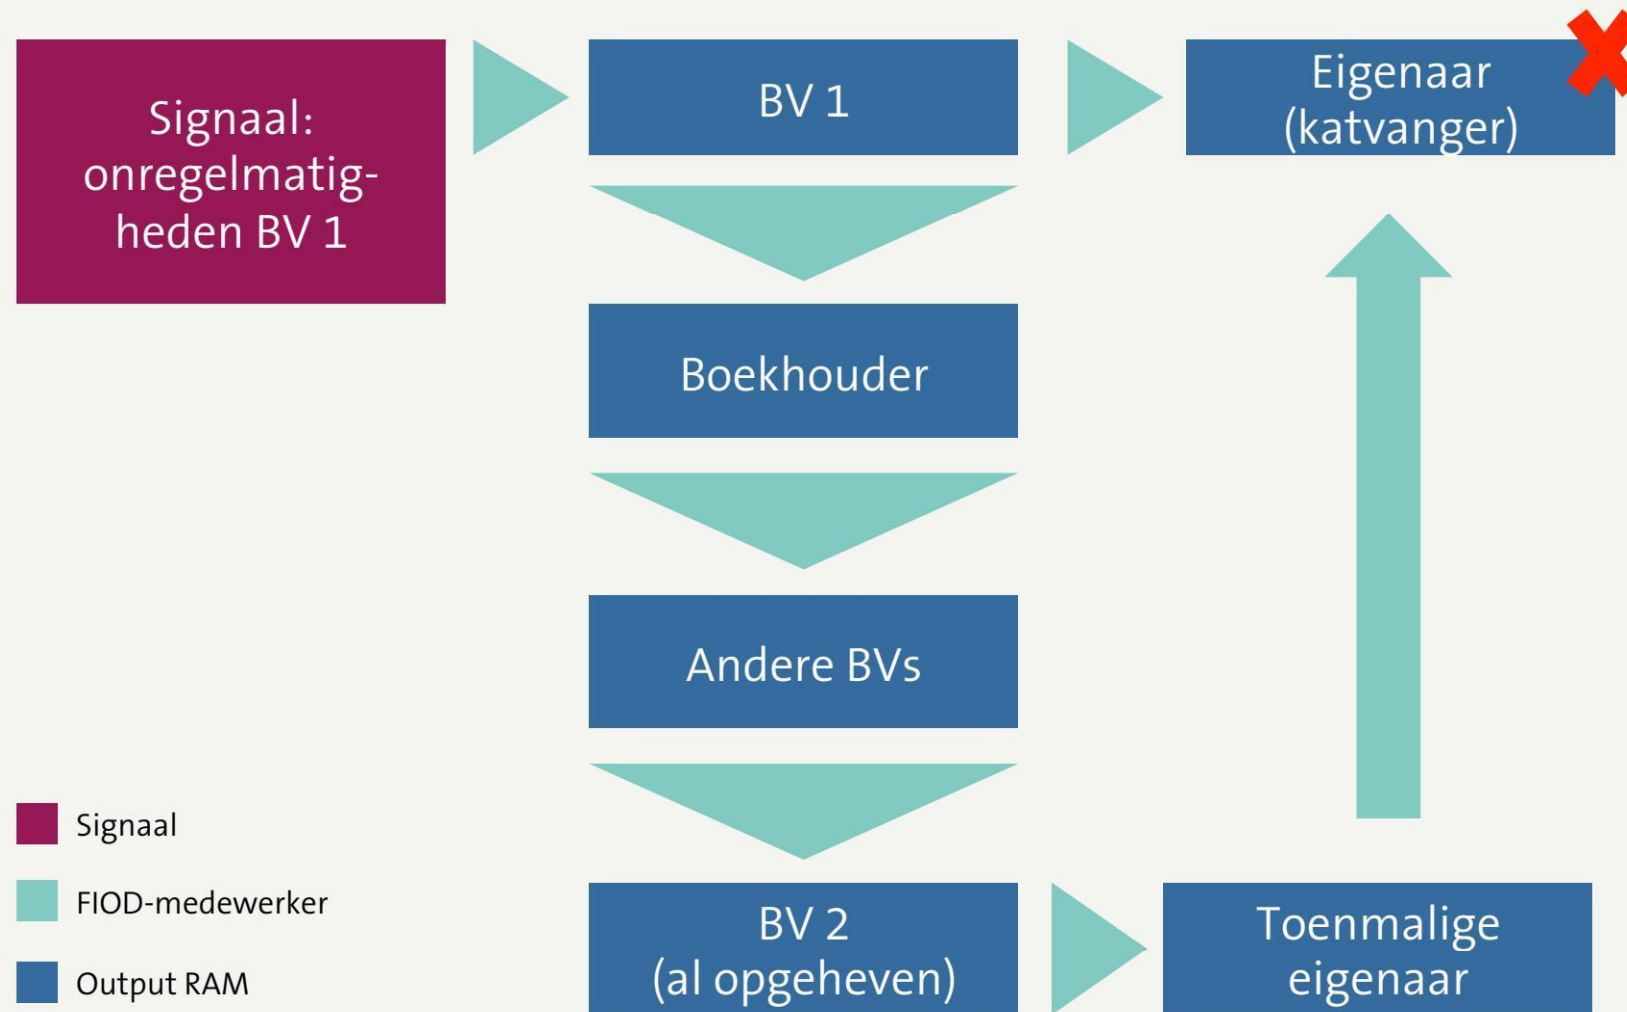 Signaal:
onregelmatig-
heden BV 1
BV 1
Eigenaar
(katvanger)
Boekhouder
Andere BVs
BV 2
(al opgeheven)
Toenmalige
eigenaar
Signaal
FIOD-medewerker
Output RAM